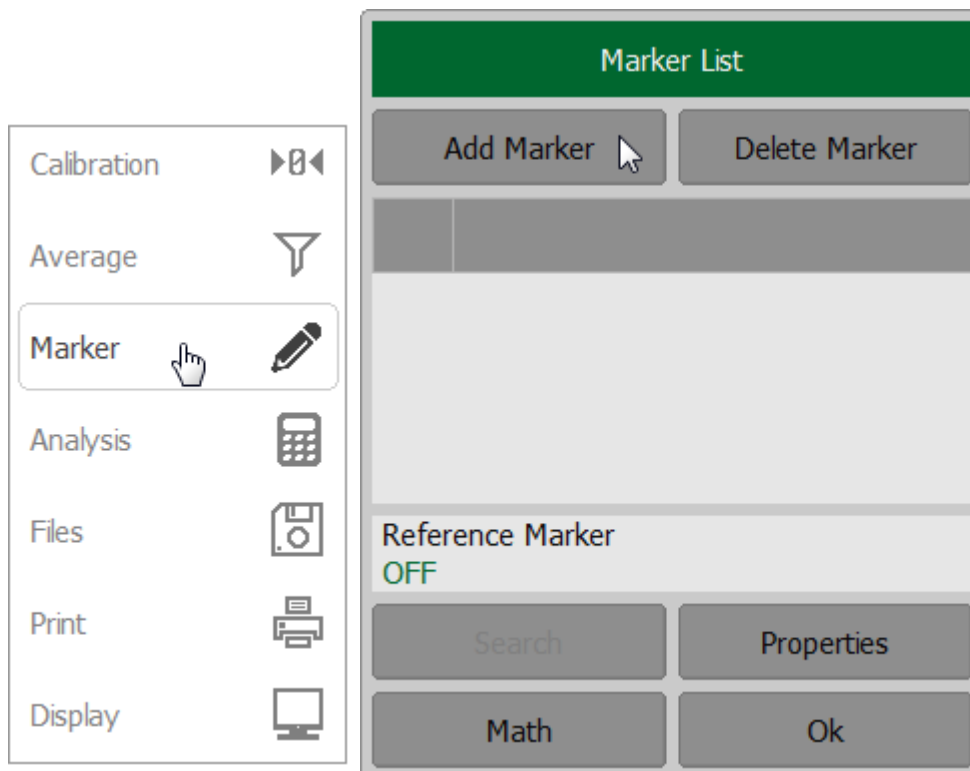 Calibration
Average
Marker
Analysis
Files
Print
Display
Marker List
Add Marker
Delete Marker
Reference Marker
OFF
Search
Properties
Math
Ok